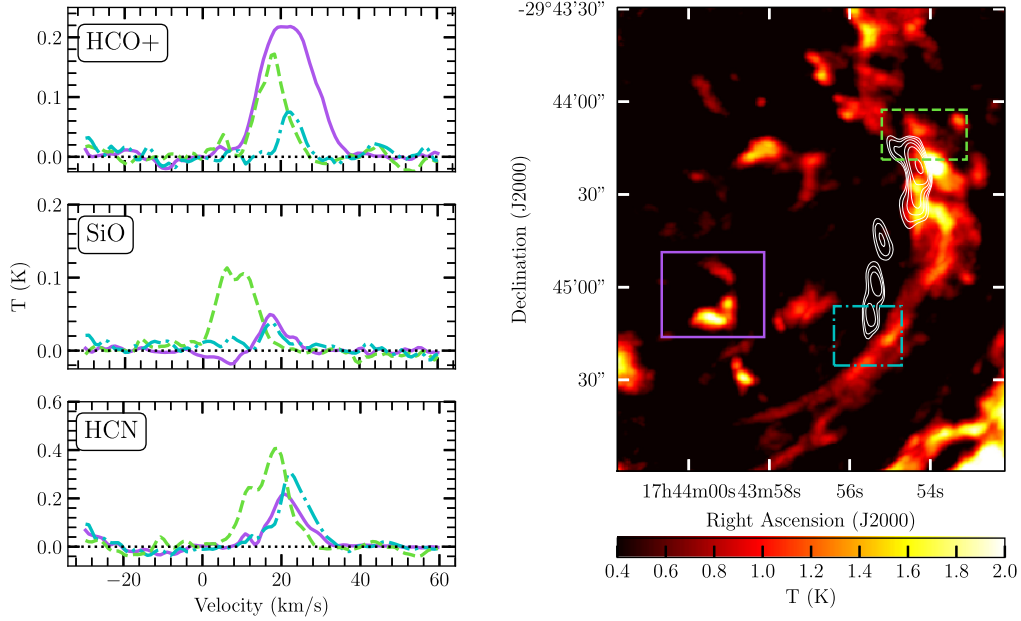 HCO+
0.2
0.1
0.0
SiO
0.2
0.1
0.0
T (K)
HCN
0.6
0.4
0.2
0.0
−20 0 20 40 60
Velocity (km/s)
-29°43'30”
44'00”
30”
45'00”
30”
Declination (J2000)
17h44m00s 43m58s 56s 54s
Right Ascension (J2000)
0.4 0.6 0.8 1.0 1.2 1.4 1.6 1.8 2.0
T (K)